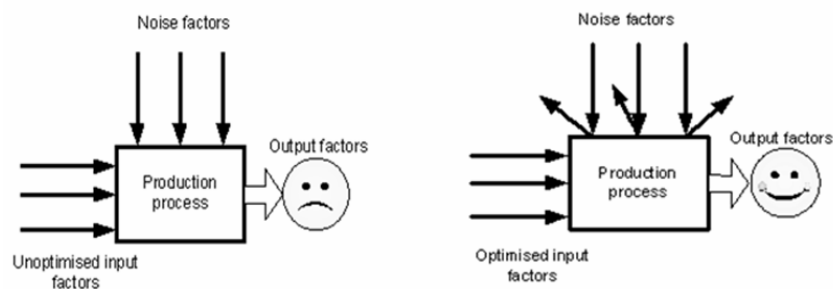 Noise factors
Output factors
Production
process
Unoptimised input
factors
Noise factors
Output factors
Production
process
Optimised input
factors